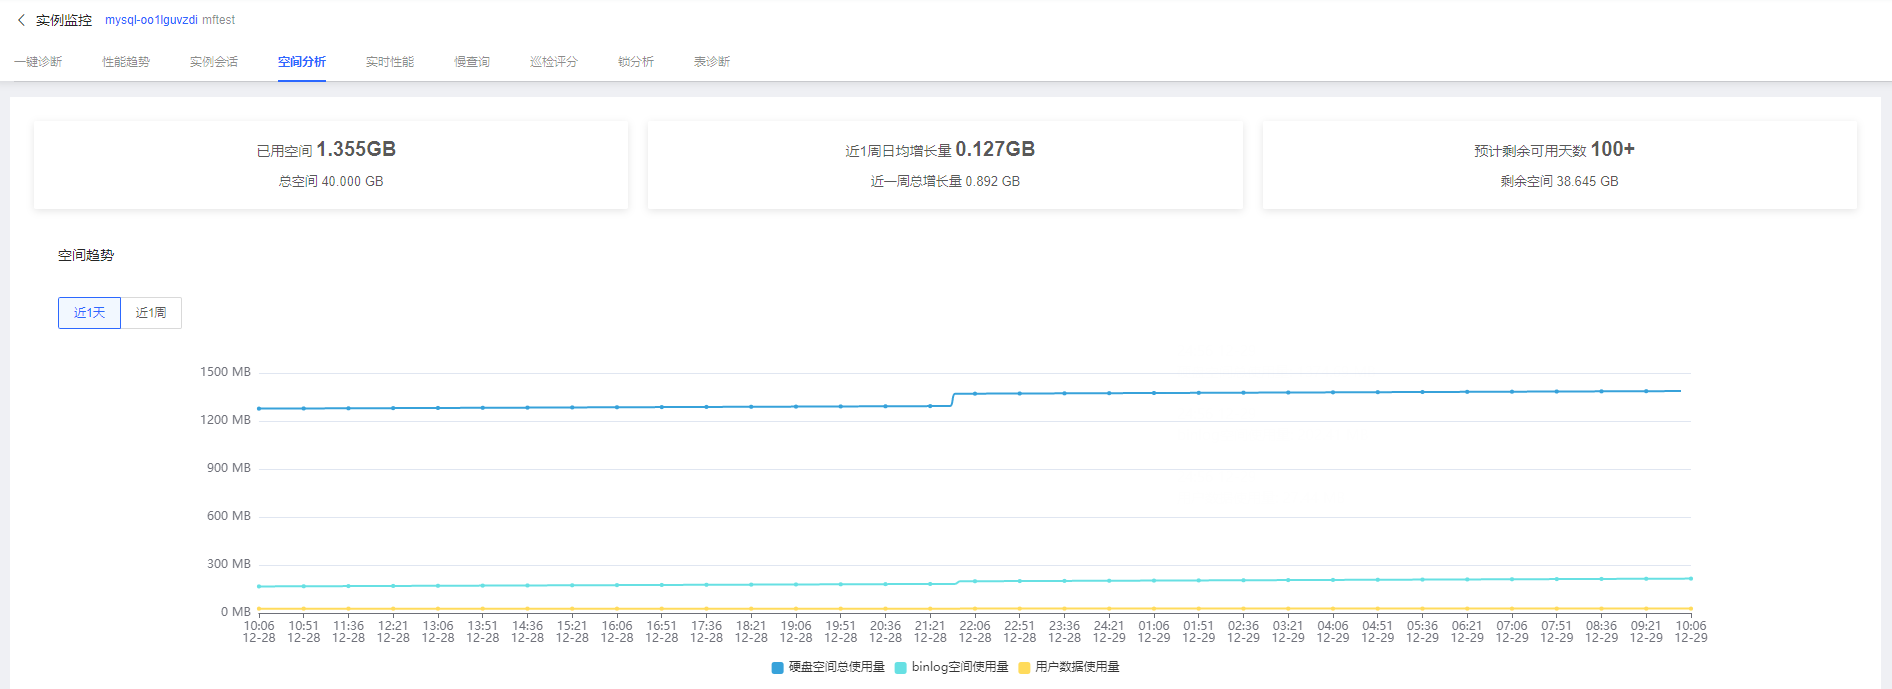 实例监控 mysql-oo1lguvzdi mftest
一键诊断 性能趋势 实例会话 空间分析 实时性能 慢查询 巡检评分 锁分析 表诊断
已用空间 1.355GB
总空间 40.000 GB
近1周日均增长量 0.127GB
近一周总增长量 0.892 GB
预计剩余可用天数 100+
剩余空间 38.645 GB
空间趋势
近1天 近1周
1500 MB
1200 MB
900 MB
600 MB
300 MB
0 MB
10:06 10:51 11:36 12:21 13:06 13:51 14:36 15:21 16:06 16:51 17:36 18:21 19:06 19:51 20:36 21:21 22:06 22:51 23:36 24:21 01:06 01:51 02:36 03:21 04:06 04:51 05:36 06:21 07:06 07:51 08:36 09:21 10:06
12-28 12-28 12-28 12-28 12-28 12-28 12-28 12-28 12-28 12-28 12-28 12-28 12-28 12-28 12-28 12-28 12-28 12-28 12-28 12-29 12-29 12-29 12-29 12-29 12-29 12-29 12-29 12-29 12-29 12-29 12-29 12-29 12-29
硬盘空间总使用量 binlog空间使用量 用户数据使用量